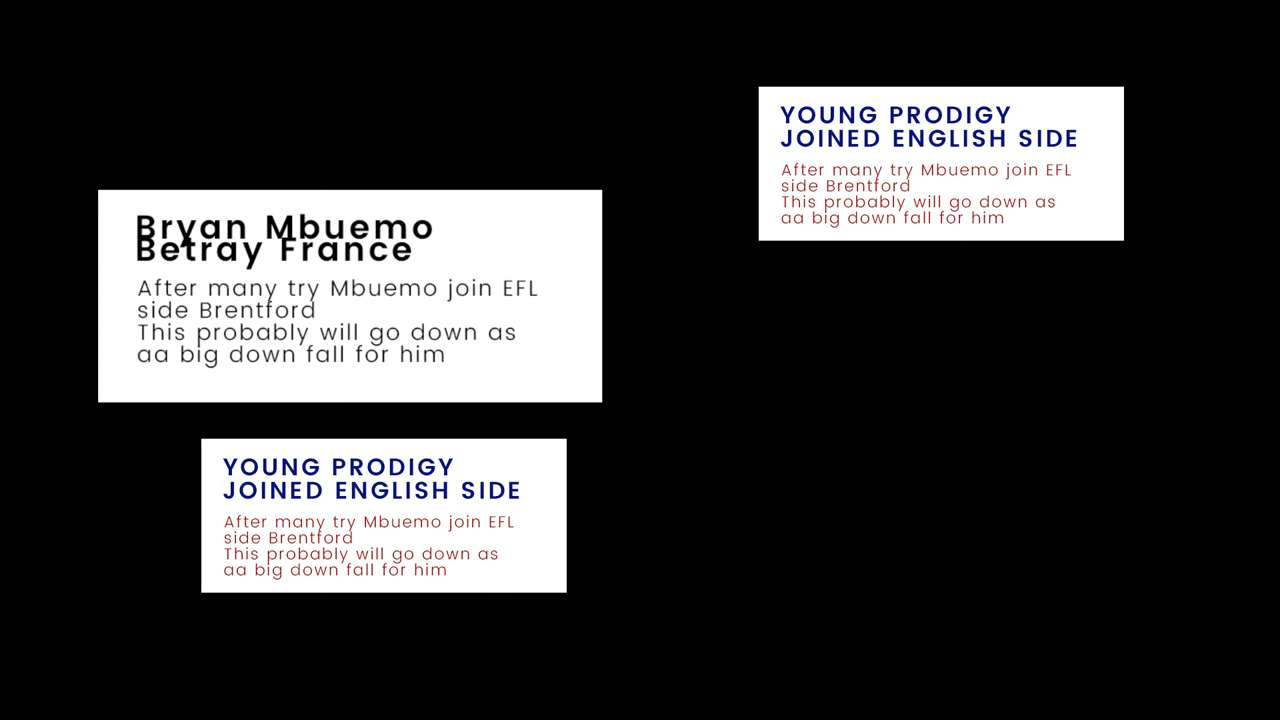 Bryan Mbuemo
Betray France
After many try Mbuemo join EFL
side Brentford
This probably will go down as
aa big down fall for him
YOUNG PRODIGY
JOINED ENGLISH SIDE
After many try Mbuemo join EFL
side Brentford
This probably will go down as
aa big down fall for him
YOUNG PRODIGY
JOINED ENGLISH SIDE
After many try Mbuemo join EFL
side Brentford
This probably will go down as
aa big down fall for him